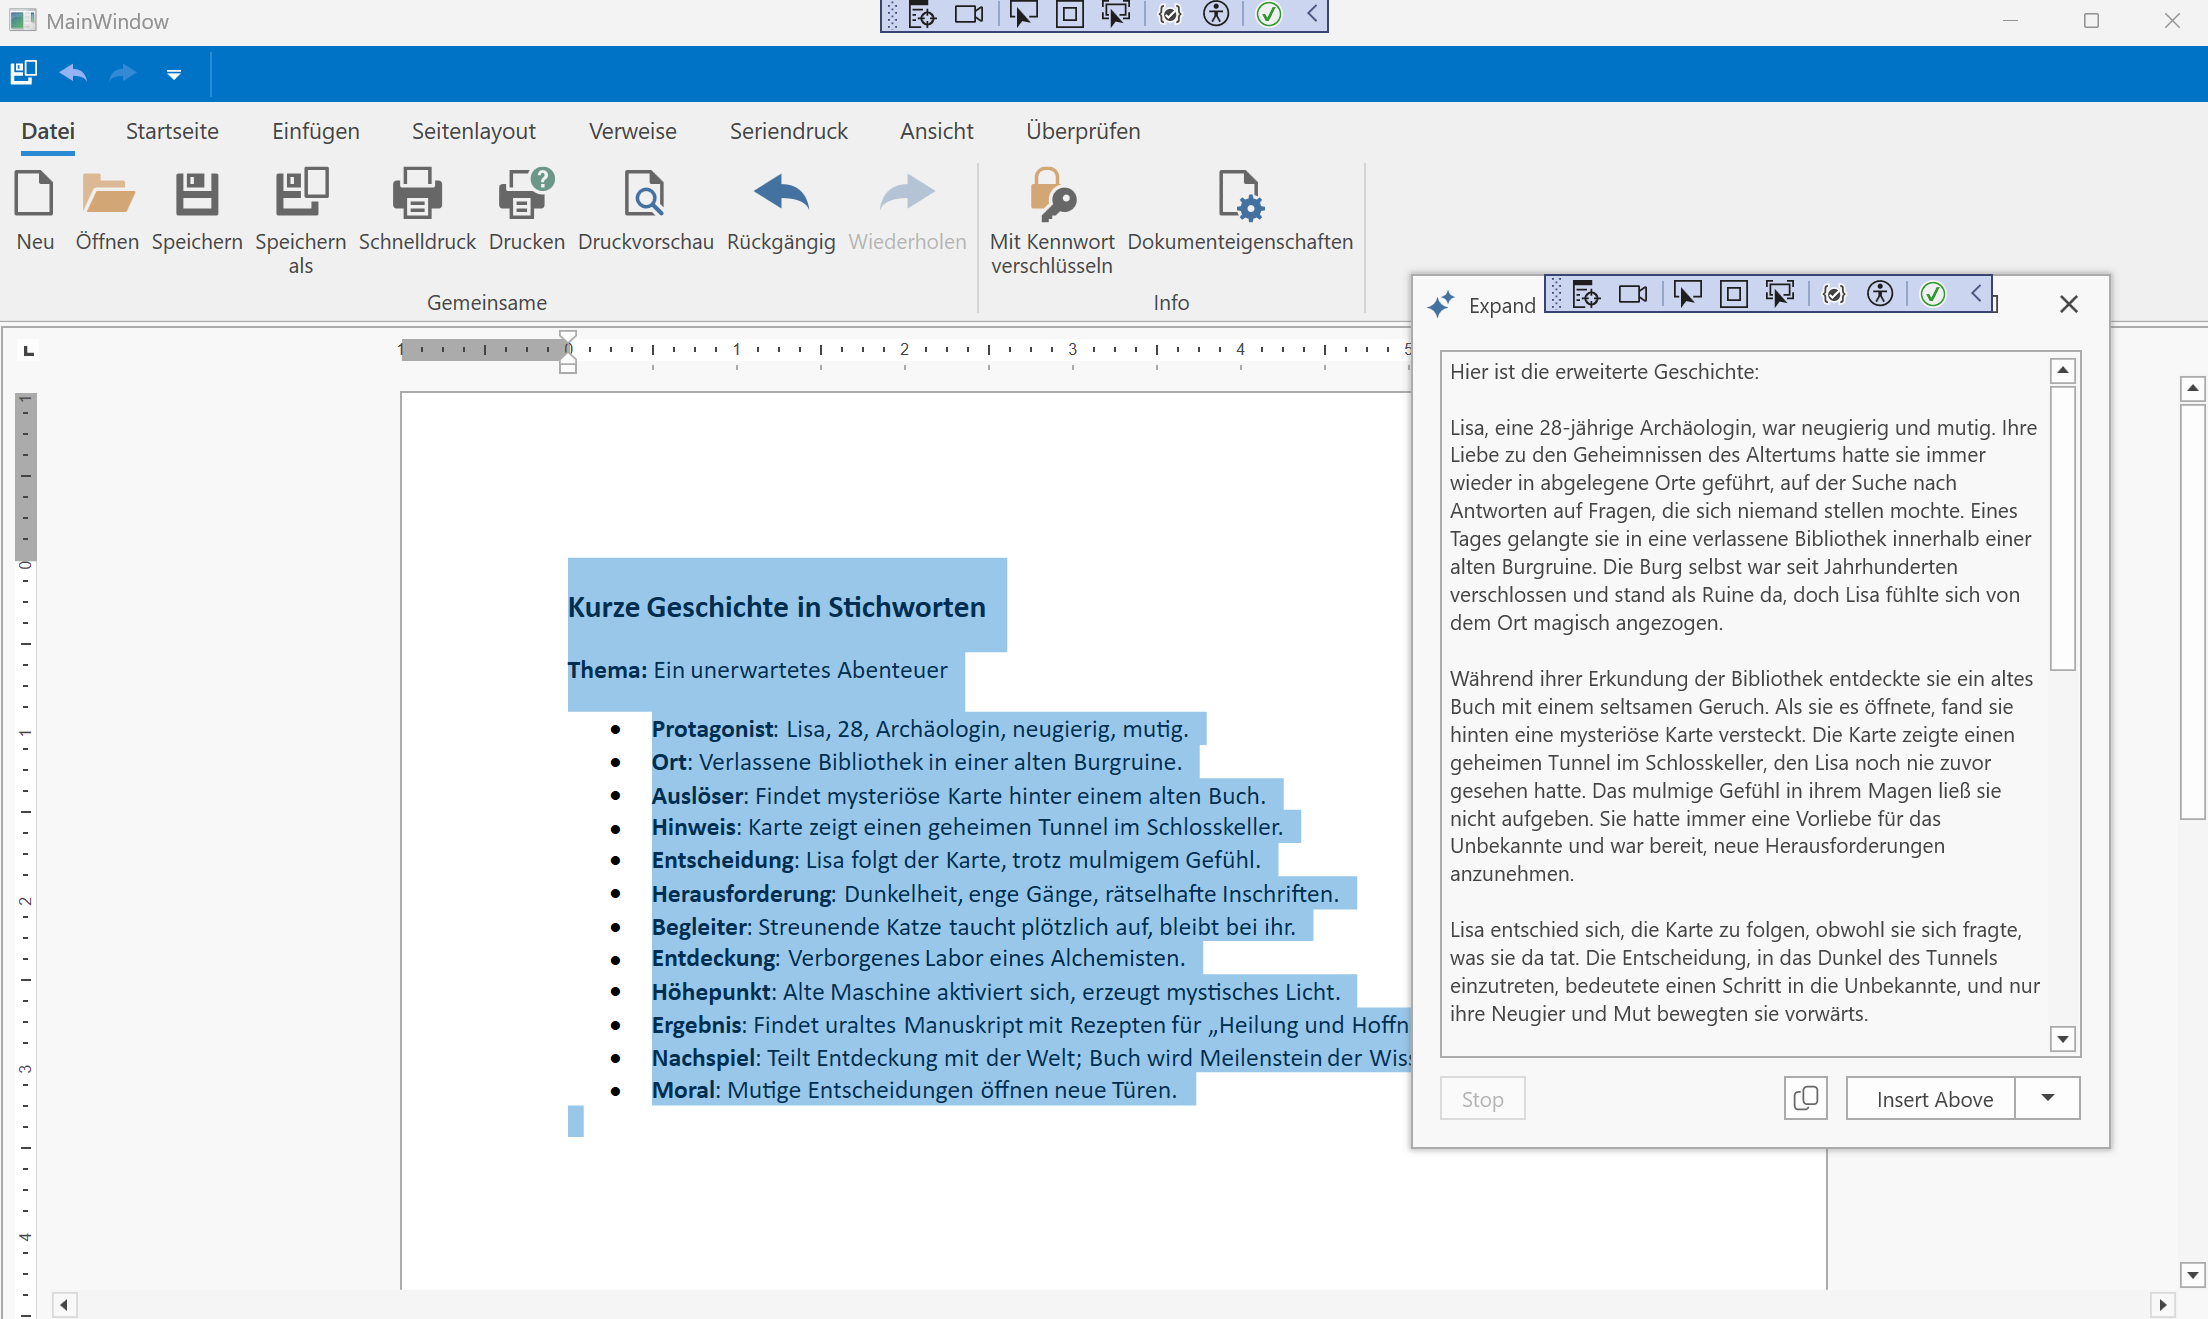 MainWindow
Datei Startseite Einfügen Seitenlayout Verweise Seriendruck Ansicht Überprüfen
Neu Öffnen Speichern Speichern als Schnelldruck Drucken Druckvorschau Rückgängig Wiederholen Mit Kennwort verschlüsseln Dokumenteigenschaften
Gemeinsame Info
1 0 1 2 3 4 5
1
0
1
2
3
4
Kurze Geschichte in Stichworten
Thema: Ein unerwartetes Abenteuer
• Protagonist: Lisa, 28, Archäologin, neugierig, mutig.
• Ort: Verlassene Bibliothek in einer alten Burgruine.
• Auslöser: Findet mysteriöse Karte hinter einem alten Buch.
• Hinweis: Karte zeigt einen geheimen Tunnel im Schlosskeller.
• Entscheidung: Lisa folgt der Karte, trotz mulmigem Gefühl.
• Herausforderung: Dunkelheit, enge Gänge, rätselhafte Inschriften.
• Begleiter: Streunende Katze taucht plötzlich auf, bleibt bei ihr.
• Entdeckung: Verborgenes Labor eines Alchemisten.
• Höhepunkt: Alte Maschine aktiviert sich, erzeugt mystisches Licht.
• Ergebnis: Findet uraltes Manuskript mit Rezepten für „Heilung und Hoffn
• Nachspiel: Teilt Entdeckung mit der Welt; Buch wird Meilenstein der Wiss
• Moral: Mutige Entscheidungen öffnen neue Türen.
Expand
Hier ist die erweiterte Geschichte:
Lisa, eine 28-jährige Archäologin, war neugierig und mutig. Ihre
Liebe zu den Geheimnissen des Altertums hatte sie immer
wieder in abgelegene Orte geführt, auf der Suche nach
Antworten auf Fragen, die sich niemand stellen mochte. Eines
Tages gelangte sie in eine verlassene Bibliothek innerhalb einer
alten Burgruine. Die Burg selbst war seit Jahrhunderten
verschlossen und stand als Ruine da, doch Lisa fühlte sich von
dem Ort magisch angezogen.
Während ihrer Erkundung der Bibliothek entdeckte sie ein altes
Buch mit einem seltsamen Geruch. Als sie es öffnete, fand sie
hinten eine mysteriöse Karte versteckt. Die Karte zeigte einen
geheimen Tunnel im Schlosskeller, den Lisa noch nie zuvor
gesehen hatte. Das mulmige Gefühl in ihrem Magen ließ sie
nicht aufgeben. Sie hatte immer eine Vorliebe für das
Unbekannte und war bereit, neue Herausforderungen
anzunehmen.
Lisa entschied sich, die Karte zu folgen, obwohl sie sich fragte,
was sie da tat. Die Entscheidung, in das Dunkel des Tunnels
einzutreten, bedeutete einen Schritt in die Unbekannte, und nur
ihre Neugier und Mut bewegten sie vorwärts.
Stop
Insert Above